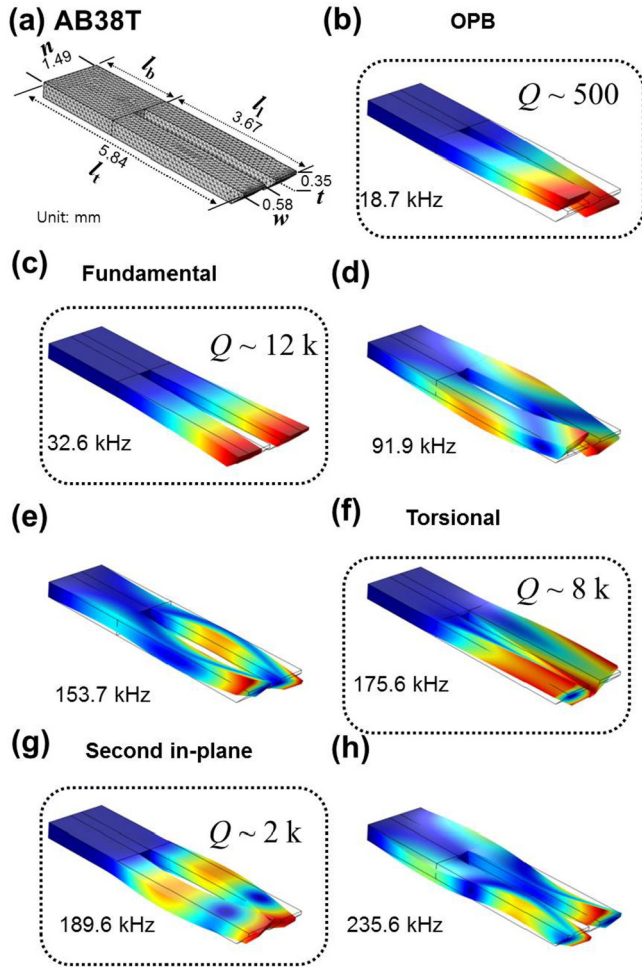 (a) AB38T
n
1.49
l_b
l_1
3.67
5.84
l_t
0.35
t
0.58
w
Unit: mm
(b) OPB
Q ~ 500
18.7 kHz
(c) Fundamental
Q ~ 12 k
32.6 kHz
(d)
91.9 kHz
(e)
153.7 kHz
(f) Torsional
Q ~ 8 k
175.6 kHz
(g) Second in-plane
Q ~ 2 k
189.6 kHz
(h)
235.6 kHz